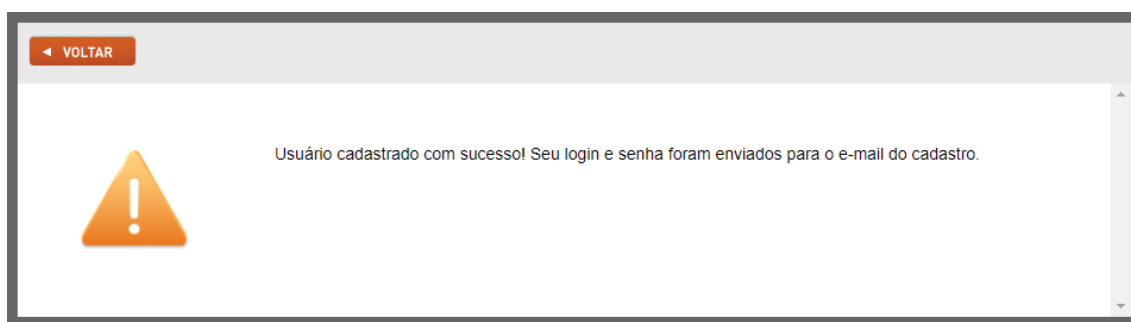 VOLTAR
Usuário cadastrado com sucesso! Seu login e senha foram enviados para o e-mail do cadastro.